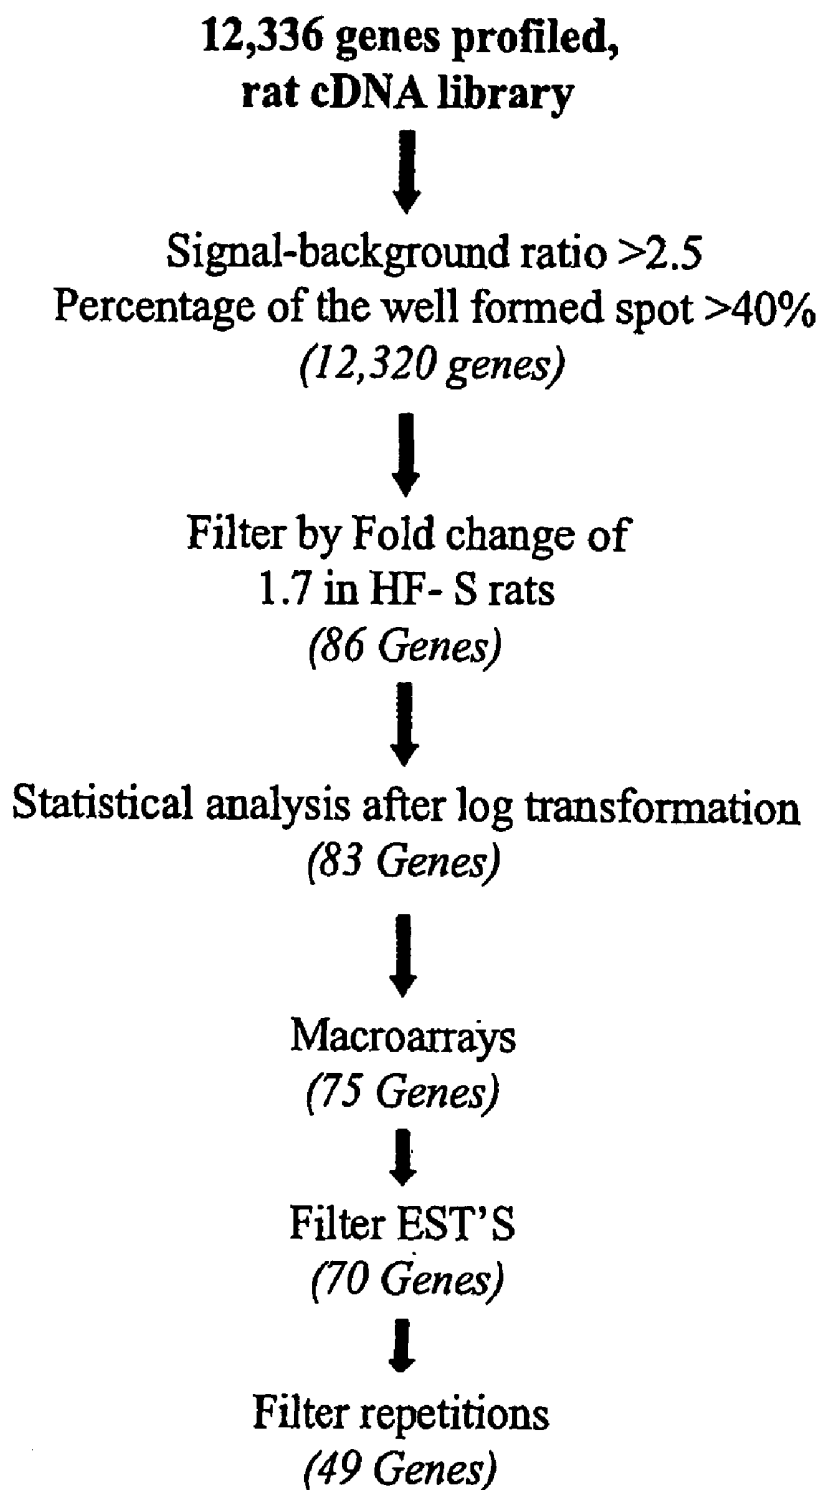 12,336 genes profiled,
rat cDNA library
Signal-background ratio >2.5
Percentage of the well formed spot >40%
(12,320 genes)
Filter by Fold change of
1.7 in HF- S rats
(86 Genes)
Statistical analysis after log transformation
(83 Genes)
Macroarrays
(75 Genes)
Filter EST'S
(70 Genes)
Filter repetitions
(49 Genes)